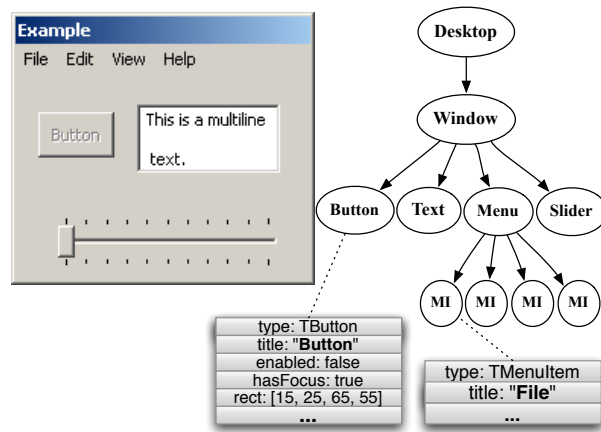 Example
File Edit View Help
Button
This is a multiline
text.
Desktop
Window
Button Text Menu Slider
MI MI MI MI
type: TButton
title: "Button"
enabled: false
hasFocus: true
rect: [15, 25, 65, 55]
...
type: TMenuItem
title: "File"
...